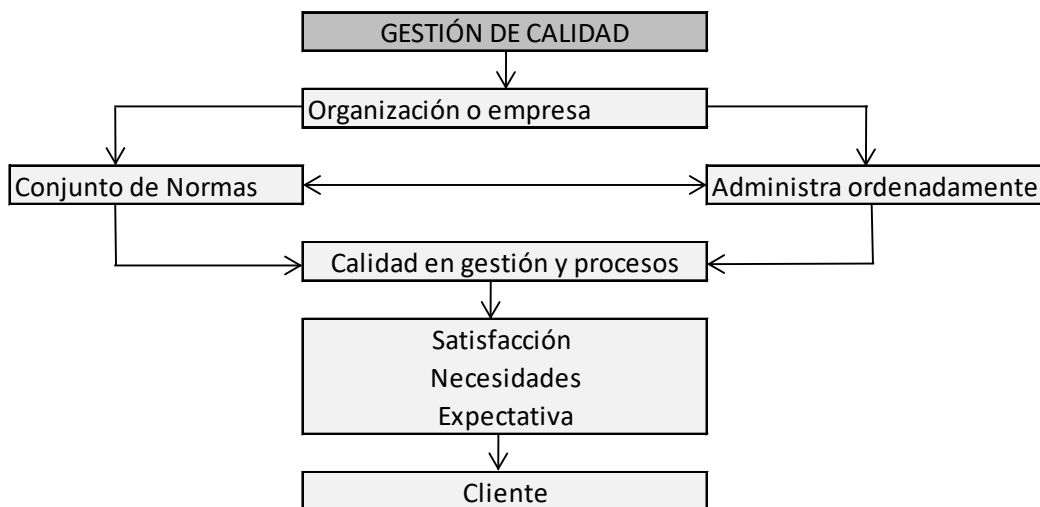 GESTIÓN DE CALIDAD
Organización o empresa
Conjunto de Normas
Administra ordenadamente
Calidad en gestión y procesos
Satisfacción
Necesidades
Expectativa
Cliente